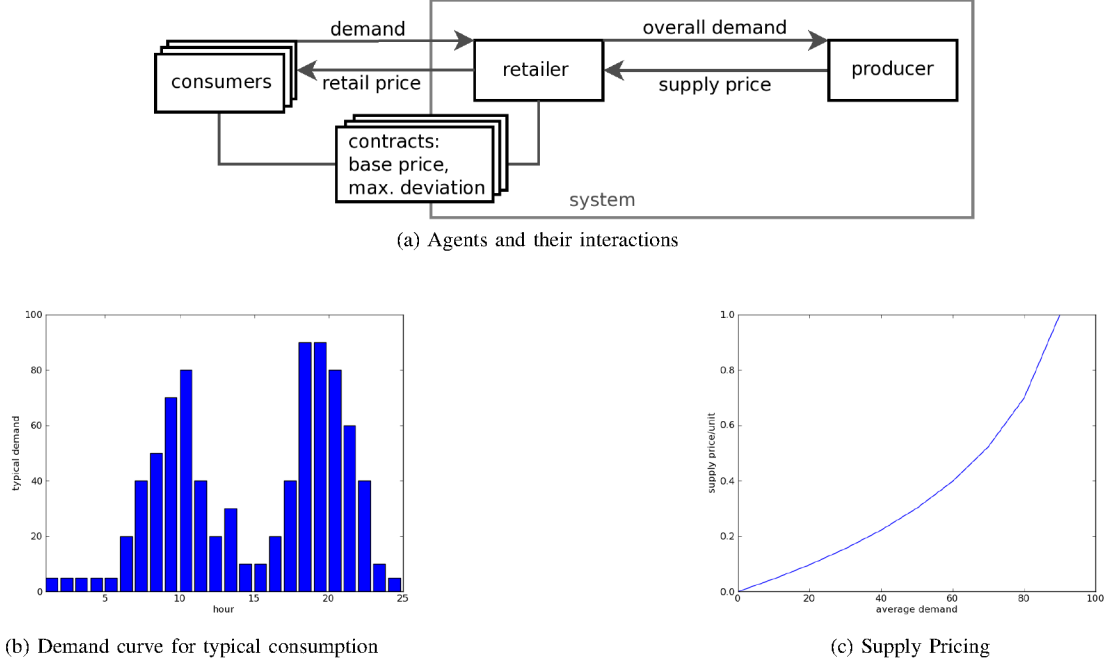 demand
overall demand
consumers
retailer
producer
retail price
supply price
contracts:
base price,
max. deviation
system
(a) Agents and their interactions
100
80
60
40
20
0
typical demand
5
10
15
20
25
hour
(b) Demand curve for typical consumption
1.0
0.8
0.6
0.4
0.2
0.0
supply price/unit
0
20
40
60
80
100
average demand
(c) Supply Pricing